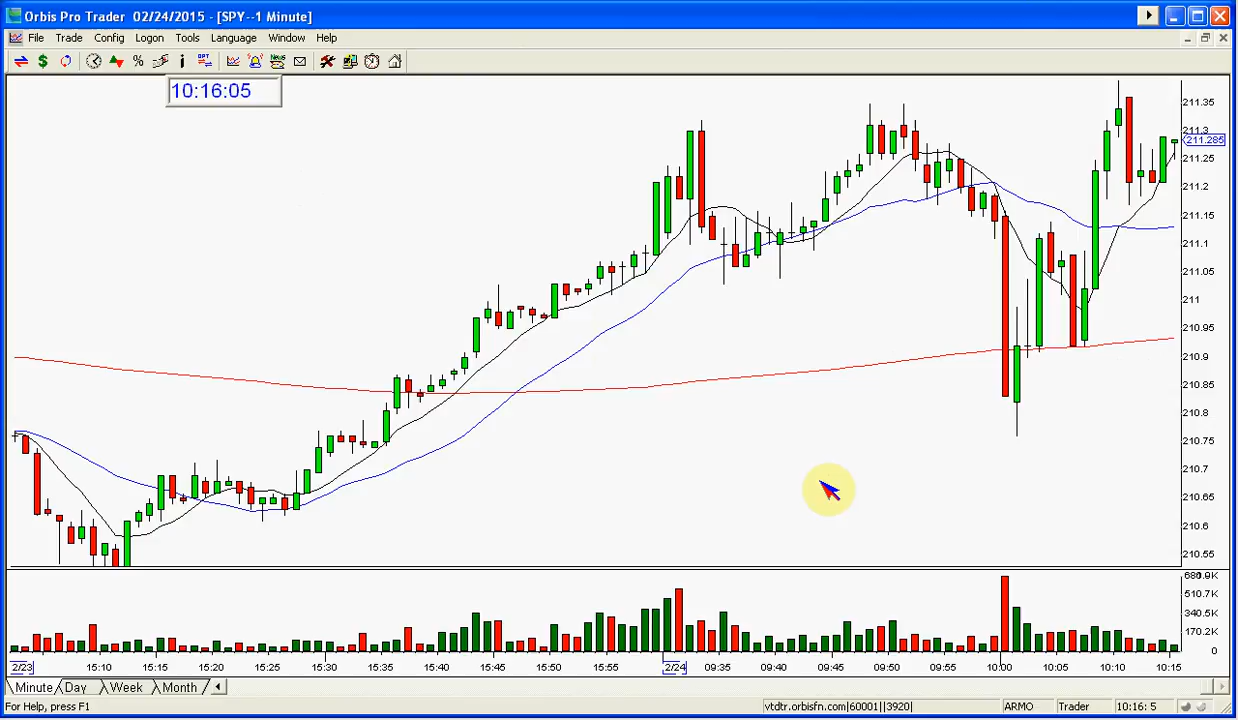 Orbis Pro Trader 02/24/2015 - [SPY--1 Minute]
File Trade Config Logon Tools Language Window Help
10:16:05
211.35
211.3
211.285
211.25
211.2
211.15
211.1
211.05
211
210.95
210.9
210.85
210.8
210.75
210.7
210.65
210.6
210.55
510.7K
340.5K
170.2K
0
2/23 15:10 15:15 15:20 15:25 15:30 15:35 15:40 15:45 15:50 15:55 2/24 09:35 09:40 09:45 09:50 09:55 10:00 10:05 10:10 10:15
Minute Day Week Month
For Help, press F1 vtdtr.orbisfn.com|60001||3920| ARMO Trader 10:16: 5